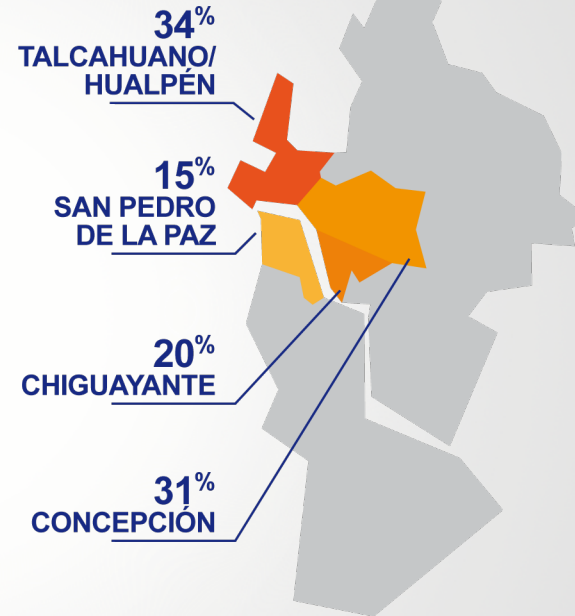 34%
TALCAHUANO/
HUALPÉN
15%
SAN PEDRO
DE LA PAZ
20%
CHIGUAYANTE
31%
CONCEPCIÓN